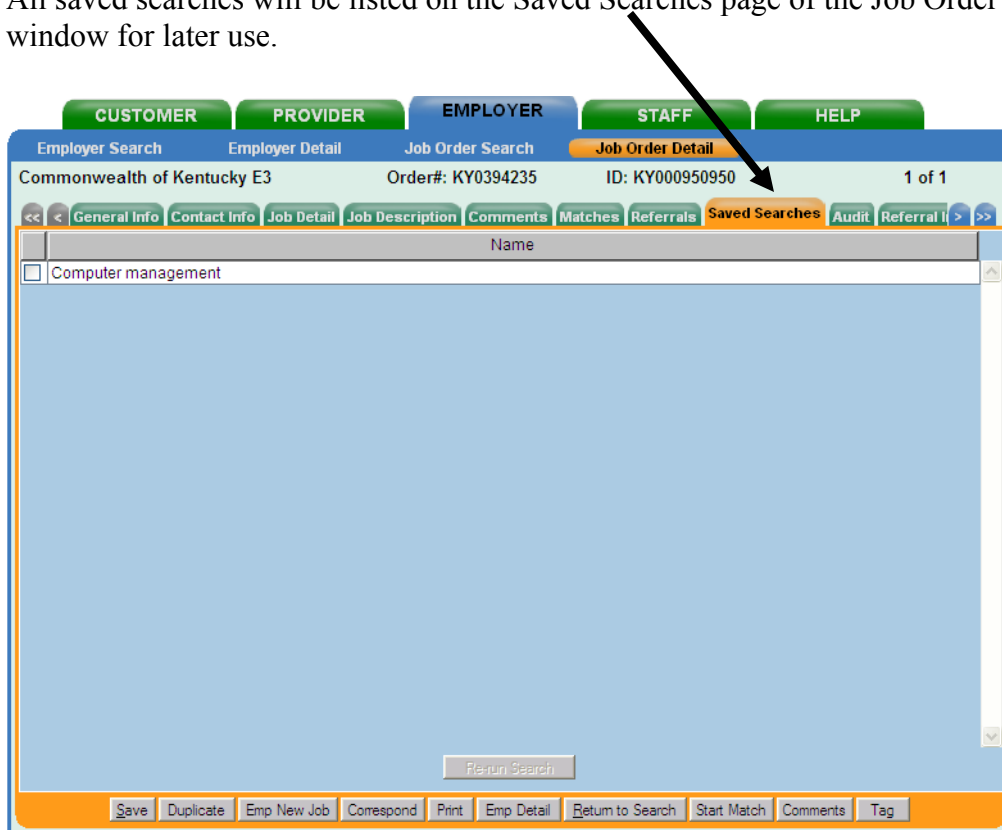 All saved searches will be listed on the Saved Searches page of the Job Order
window for later use.
CUSTOMER PROVIDER EMPLOYER STAFF HELP
Employer Search Employer Detail Job Order Search Job Order Detail
Commonwealth of Kentucky E3 Order#: KY0394235 ID: KY000950950 1 of 1
<< < General Info Contact Info Job Detail Job Description Comments Matches Referrals Saved Searches Audit Referral > >>
Name
Computer management
Re-run Search
Save Duplicate Emp New Job Correspond Print Emp Detail Return to Search Start Match Comments Tag